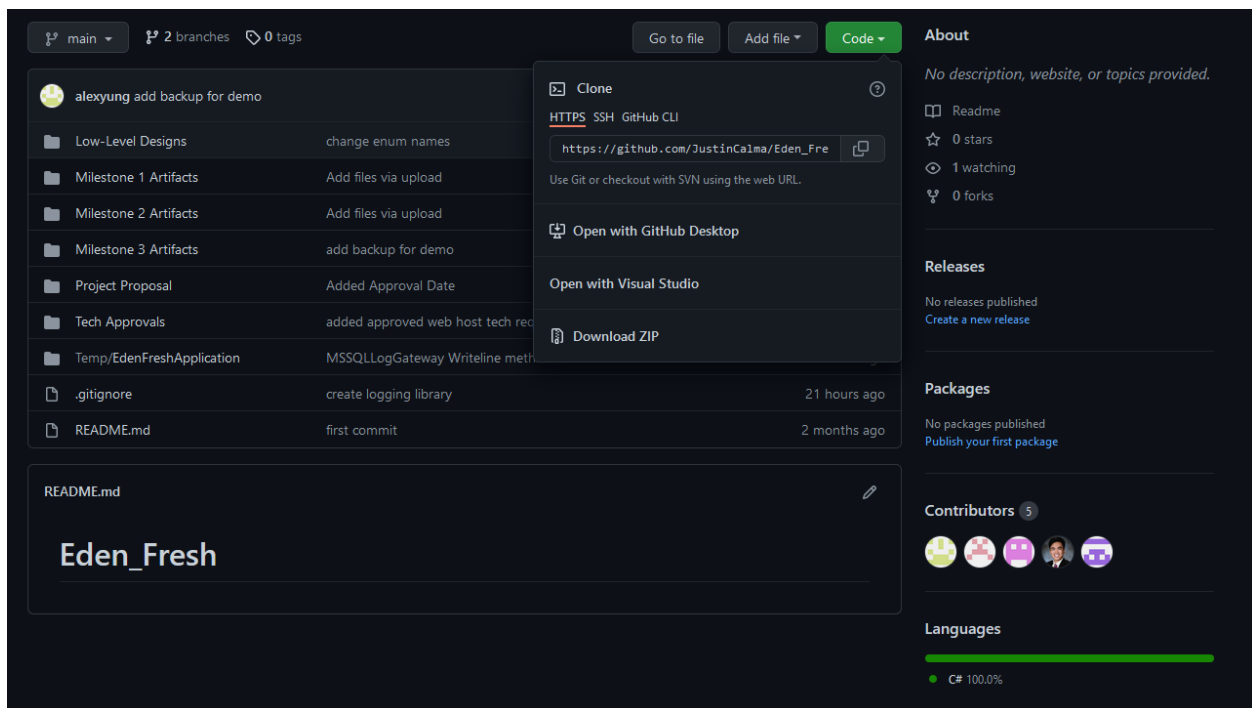 main
2 branches
0 tags
Go to file
Add file
Code
alexyung add backup for demo
Low-Level Designs change enum names
Milestone 1 Artifacts Add files via upload
Milestone 2 Artifacts Add files via upload
Milestone 3 Artifacts add backup for demo
Project Proposal Added Approval Date
Tech Approvals added approved web host tech
Temp/EdenFreshApplication MSSQLLogGateway Writeline
.gitignore create logging library 21 hours ago
README.md first commit 2 months ago
Clone
HTTPS SSH GitHub CLI
https://github.com/JustinCalma/Eden_Fre
Use Git or checkout with SVN using the web URL.
Open with GitHub Desktop
Open with Visual Studio
Download ZIP
README.md
Eden_Fresh
About
No description, website, or topics provided.
Readme
0 stars
1 watching
0 forks
Releases
No releases published
Create a new release
Packages
No packages published
Publish your first package
Contributors 5
Languages
C# 100.0%